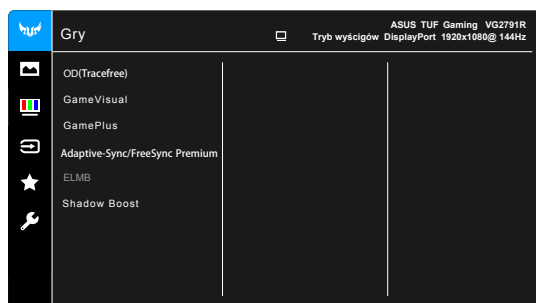 ASUS TUF Gaming VG2791R
Gry
Tryb wyścigów DisplayPort 1920x1080@ 144Hz
OD(Tracefree)
GameVisual
GamePlus
Adaptive-Sync/FreeSync Premium
ELMB
Shadow Boost